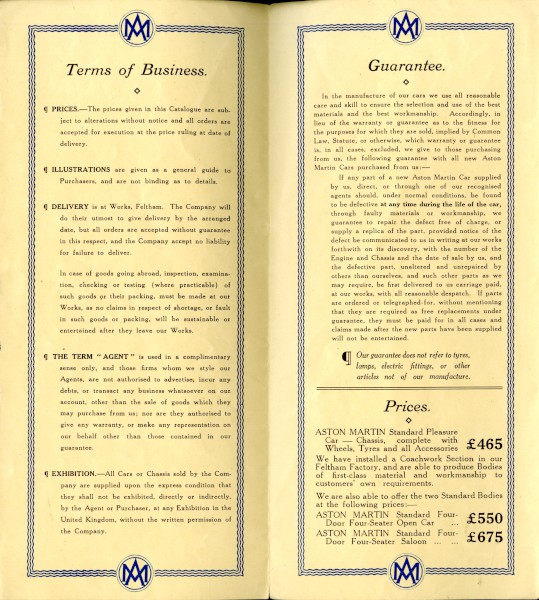 AM
Terms of Business.
¶ PRICES.—The prices given in this Catalogue are sub-
ject to alterations without notice and all orders are
accepted for execution at the price ruling at date of
delivery.
¶ ILLUSTRATIONS are given as a general guide to
Purchasers, and are not binding as to details.
¶ DELIVERY is at Works, Feltham. The Company will
do their utmost to give delivery by the arranged
date, but all orders are accepted without guarantee
in this respect, and the Company accept no liability
for failure to deliver.
In case of goods going abroad, inspection, examina-
tion, checking or testing (where practicable) of
such goods or their packing, must be made at our
Works, as no claims in respect of shortage, or fault
in such goods or packing, will be sustainable or
entertained after they leave our Works.
¶ THE TERM "AGENT" is used in a complimentary
sense only, and those firms whom we style our
Agents, are not authorised to advertise, incur any
debts, or transact any business whatsoever on our
account, other than the sale of goods which they
may purchase from us; nor are they authorised to
give any warranty, or make any representation on
our behalf other than those contained in our
guarantee.
¶ EXHIBITION.—All Cars or Chassis sold by the Com-
pany are supplied upon the express condition that
they shall not be exhibited, directly or indirectly,
by the Agent or Purchaser, at any Exhibition in the
United Kingdom, without the written permission of
the Company.
AM
AM
Guarantee.
In the manufacture of our cars we use all reasonable
care and skill to ensure the selection and use of the best
materials and the best workmanship. Accordingly, in
lieu of the warranty or guarantee as to the fitness for
the purposes for which they are sold, implied by Common
Law, Statute, or otherwise, which warranty or guarantee
is, in all cases, excluded, we give to those purchasing
from us, the following guarantee with all new Aston
Martin Cars purchased from us:—
If any part of a new Aston Martin Car supplied
by us, direct, or through one of our recognised
agents should, under normal conditions, be found
to be defective at any time during the life of the car,
through faulty materials or workmanship, we
guarantee to repair the defect free of charge, or
supply a replica of the part, provided notice of the
defect be communicated to us in writing at our works
forthwith on its discovery, with the number of the
Engine and Chassis and the date of sale by us, and
the defective part, unaltered and unrepaired by
others than ourselves, and such other parts as we
may require, be first delivered to us carriage paid,
at our works, with all reasonable despatch. If parts
are ordered or telegraphed for, without mentioning
that they are required as free replacements under
guarantee, they must be paid for in all cases and
claims made after the new parts have been supplied
will not be entertained.
¶ Our guarantee does not refer to tyres,
lamps, electric fittings, or other
articles not of our manufacture.
Prices.
ASTON MARTIN Standard Pleasure
Car — Chassis, complete with
Wheels, Tyres and all Accessories £465
We have installed a Coachwork Section in our
Feltham Factory, and are able to produce Bodies
of first-class material and workmanship to
customers' own requirements.
We are also able to offer the two Standard Bodies
at the following prices:—
ASTON MARTIN Standard Four-
Door Four-Seater Open Car ... £550
ASTON MARTIN Standard Four-
Door Four-Seater Saloon ... ... £675
AM